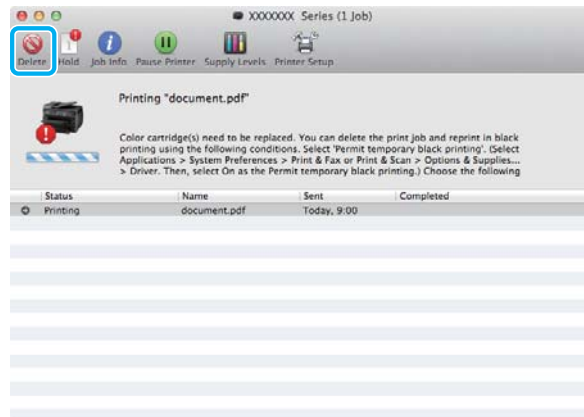 XXXXXXX Series (1 Job)
Delete Hold Job Info Pause Printer Supply Levels Printer Setup
Printing "document.pdf"
Color cartridge(s) need to be replaced. You can delete the print job and reprint in black
printing using the following conditions. Select 'Permit temporary black printing'. (Select
Applications > System Preferences > Print & Fax or Print & Scan > Options & Supplies...
> Driver. Then, select On as the Permit temporary black printing.) Choose the following
Status Name Sent Completed
Printing document.pdf Today, 9:00